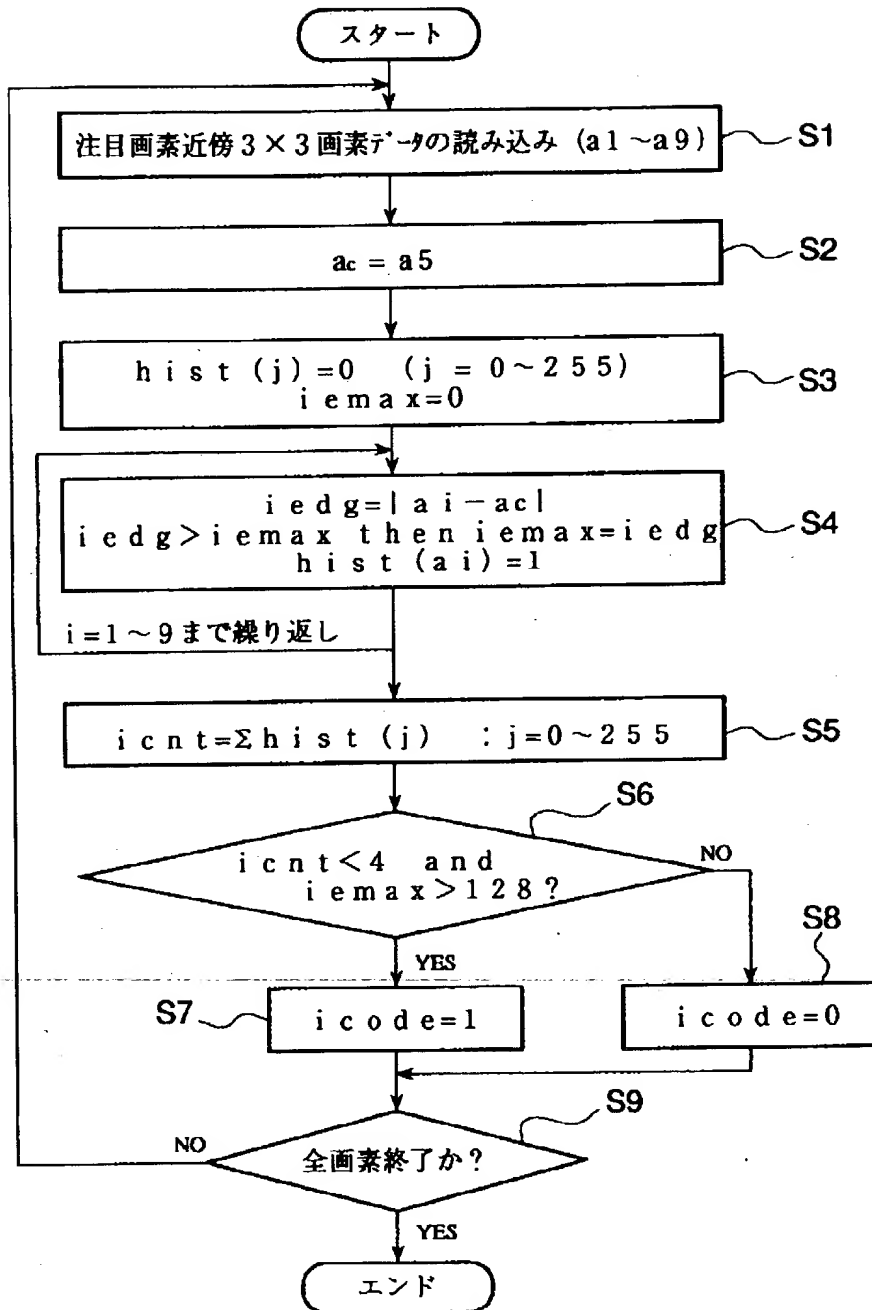 スタート
注目画素近傍3×3画素データの読み込み (a1~a9)
S1
ac = a5
S2
hist(j)=0 (j=0~255)
iemax=0
S3
iedg=|ai-ac|
iedg>iemax then iemax=iedg
hist(ai)=1
S4
i=1~9まで繰り返し
icnt=Σhist(j) :j=0~255
S5
S6
icnt<4 and
iemax>128?
NO
YES
S8
S7
icode=1
icode=0
S9
NO
全画素終了か?
YES
エンド